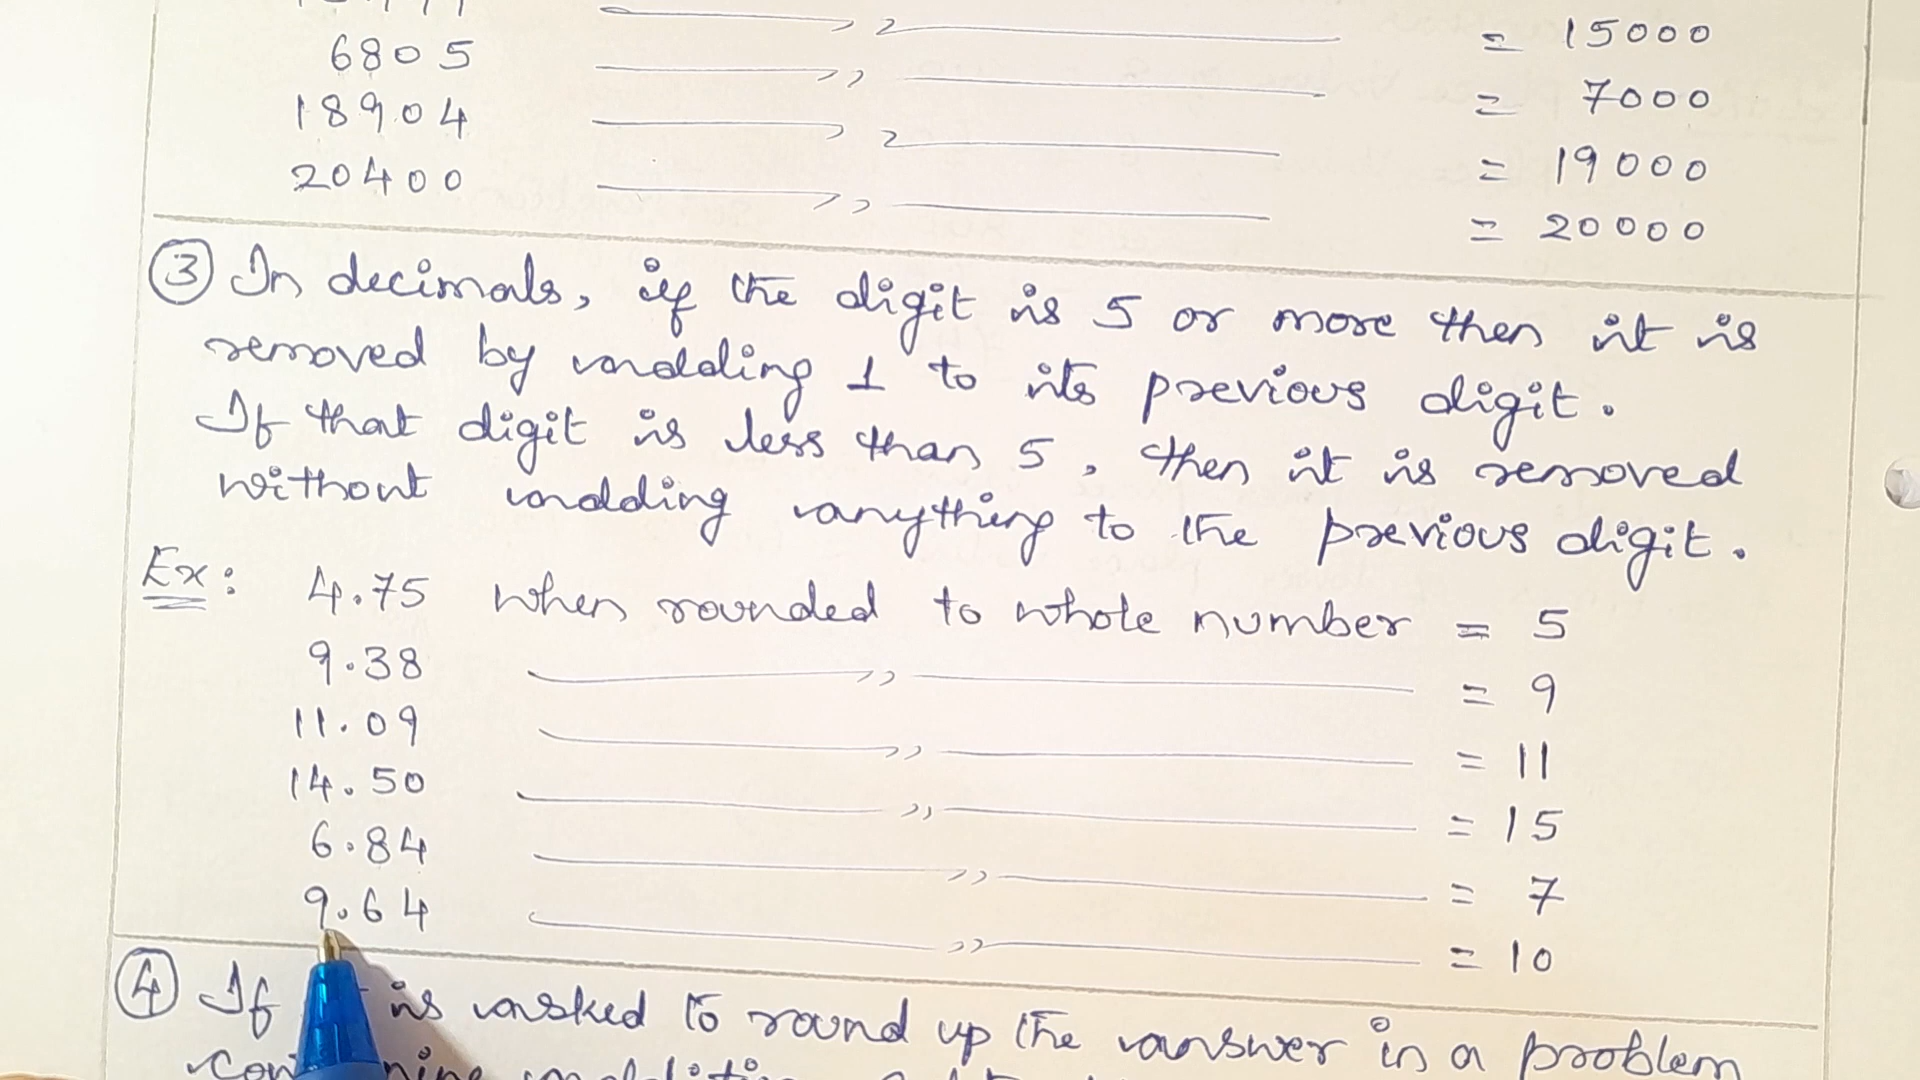 ,, = 15000
6805 ,, = 7000
18904 ,, = 19000
20400 ,, = 20000
③ In decimals, if the digit is 5 or more then it is
removed by adding 1 to its previous digit.
If that digit is less than 5, then it is removed
without adding anything to the previous digit.
Ex: 4.75 when rounded to whole number = 5
9.38 ,, = 9
11.09 ,, = 11
14.50 ,, = 15
6.84 ,, = 7
9.64 ,, = 10
④ If is asked to round up the answer in a problem